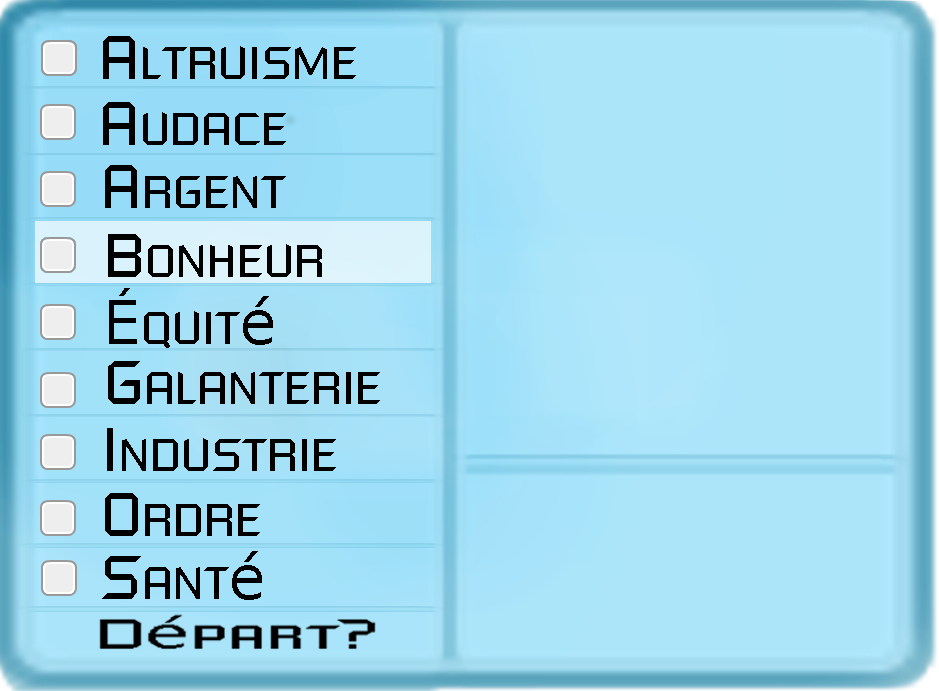 Altruisme
Audace
Argent
Bonheur
Équité
Galanterie
Industrie
Ordre
Santé
Départ?